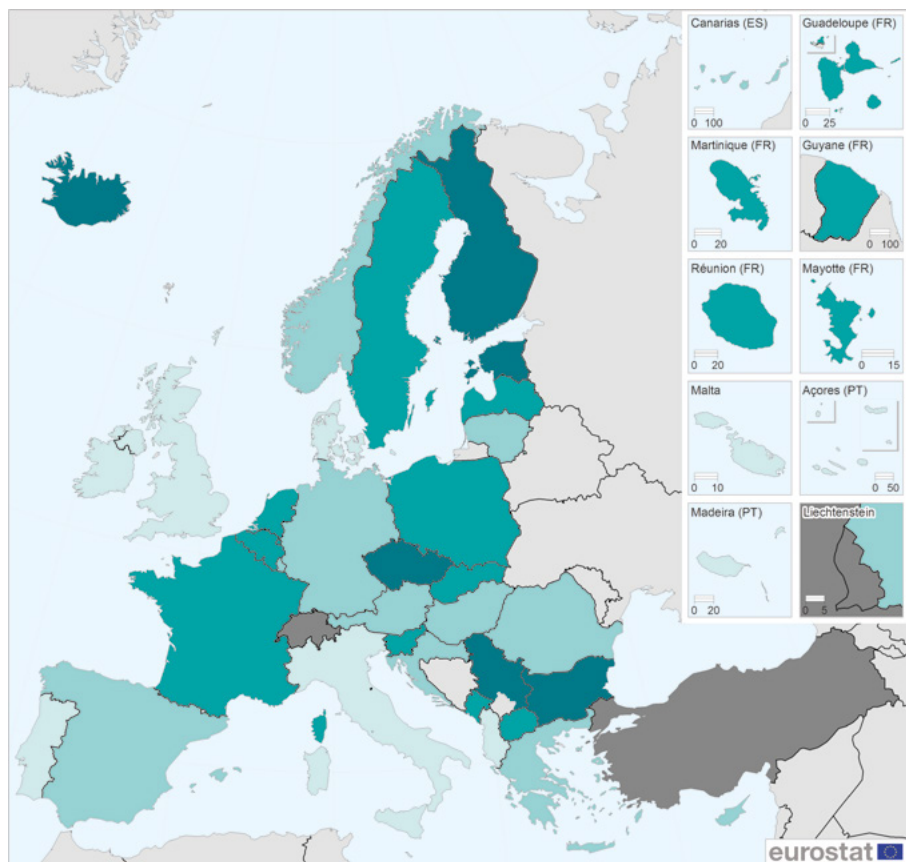 Canarias (ES)
0 100
Guadeloupe (FR)
0 25
Martinique (FR)
0 20
Guyane (FR)
0 100
Réunion (FR)
0 20
Mayotte (FR)
0 15
Malta
0 10
Açores (PT)
0 50
Madeira (PT)
0 20
Liechtenstein
0 5
eurostat